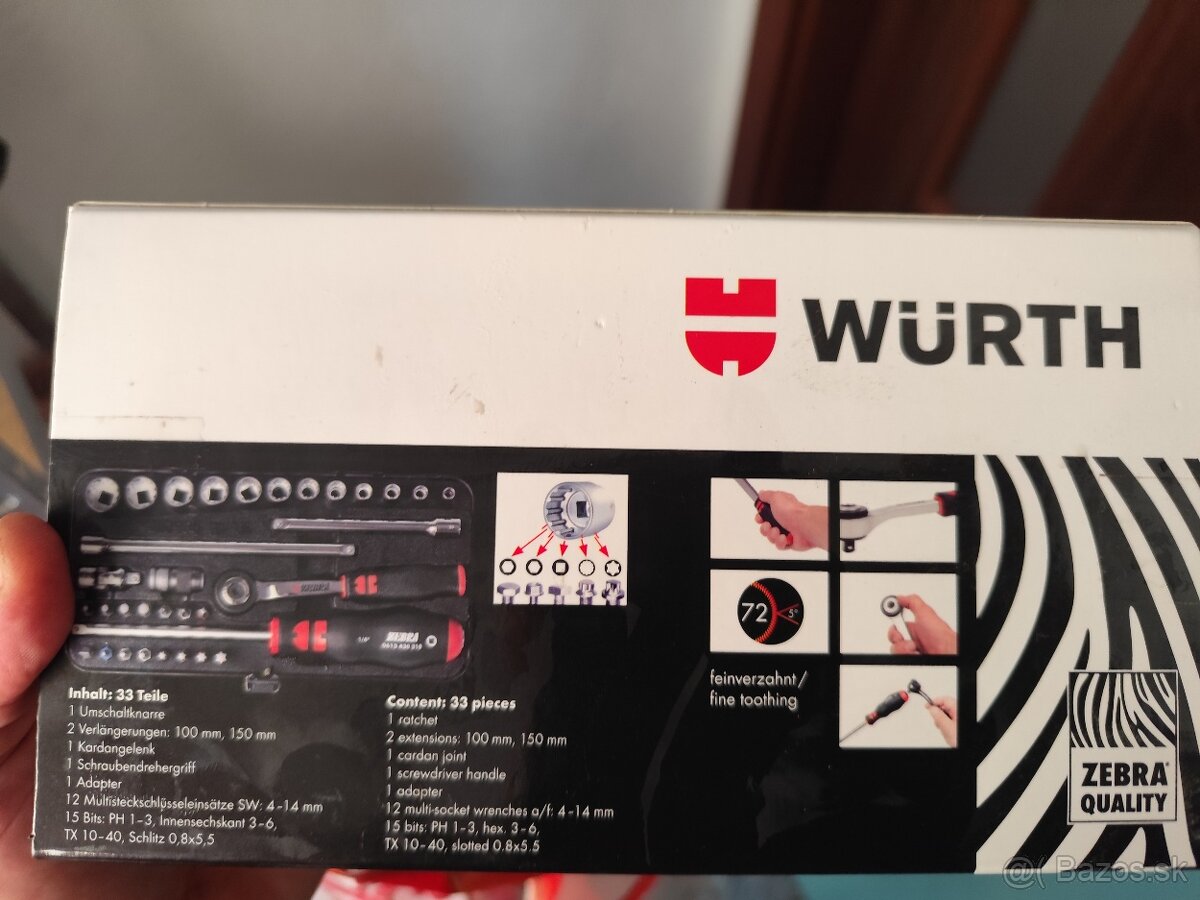 WÜRTH
72
5°
feinverzahnt/
fine toothing
1/4"
ZEBRA
Inhalt: 33 Teile
1 Umschaltknarre
2 Verlängerungen: 100 mm, 150 mm
1 Kardangelenk
1 Schraubendrehergriff
1 Adapter
12 Multisteckschlüsseleinsätze SW: 4–14 mm
15 Bits: PH 1–3, Innensechskant 3–6,
TX 10–40, Schlitz 0,8x5,5
Content: 33 pieces
1 ratchet
2 extensions: 100 mm, 150 mm
1 cardan joint
1 screwdriver handle
1 adapter
12 multi-socket wrenches a/f: 4–14 mm
15 bits: PH 1–3, hex. 3–6,
TX 10–40, slotted 0.8x5.5
ZEBRA®
QUALITY
@( Bazos.sk